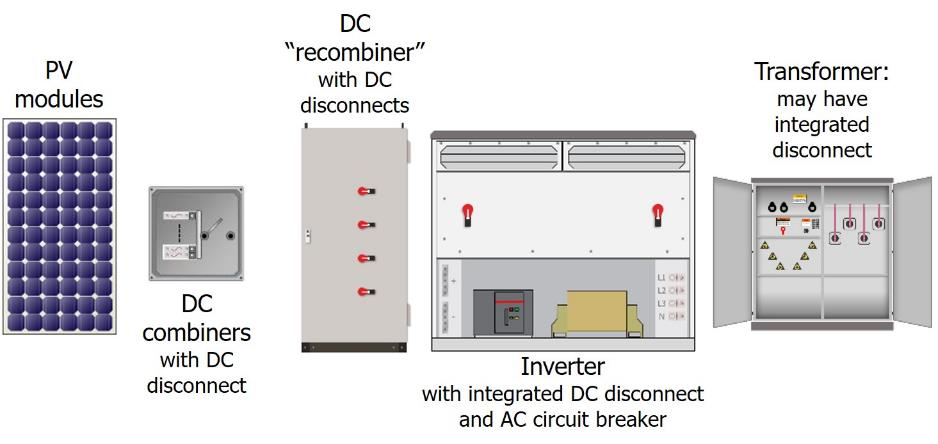 PV
modules
DC
combiners
with DC
disconnect
DC
“recombiner”
with DC
disconnects
+
-
L1
L2
L3
N
Inverter
with integrated DC disconnect
and AC circuit breaker
Transformer:
may have
integrated
disconnect